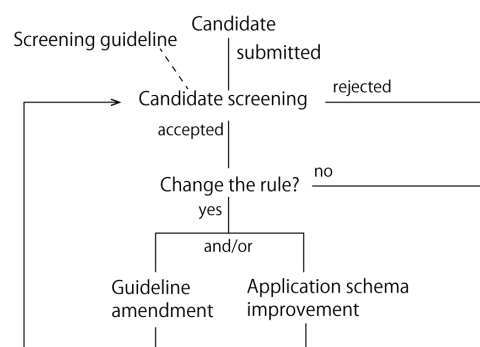 Candidate
Screening guideline
submitted
Candidate screening
rejected
accepted
Change the rule?
no
yes
and/or
Guideline
amendment
Application schema
improvement